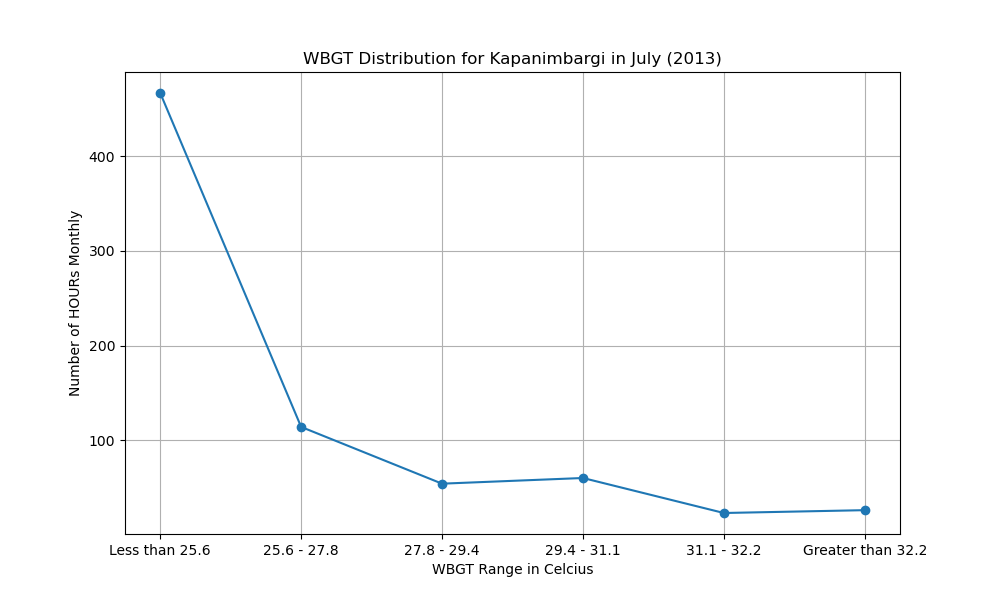 WBGT Distribution for Kapanimbargi in July (2013)
Number of HOURs Monthly
400
300
200
100
Less than 25.6
25.6 - 27.8
27.8 - 29.4
29.4 - 31.1
31.1 - 32.2
Greater than 32.2
WBGT Range in Celcius